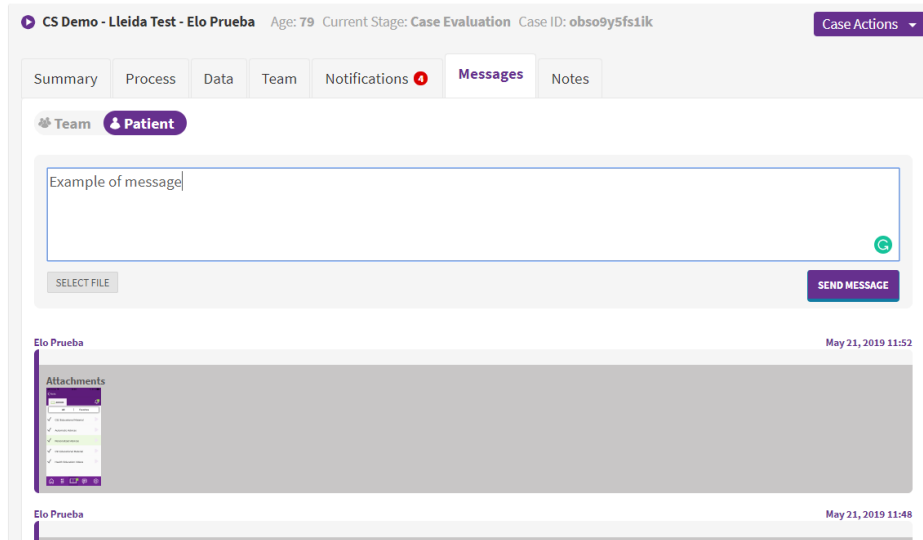 CS Demo - Lleida Test - Elo Prueba Age: 79 Current Stage: Case Evaluation Case ID: obso9y5fs1ik
Case Actions
Summary Process Data Team Notifications 4 Messages Notes
Team Patient
Example of message
SELECT FILE
SEND MESSAGE
Elo Prueba May 21, 2019 11:52
Attachments
Elo Prueba May 21, 2019 11:48